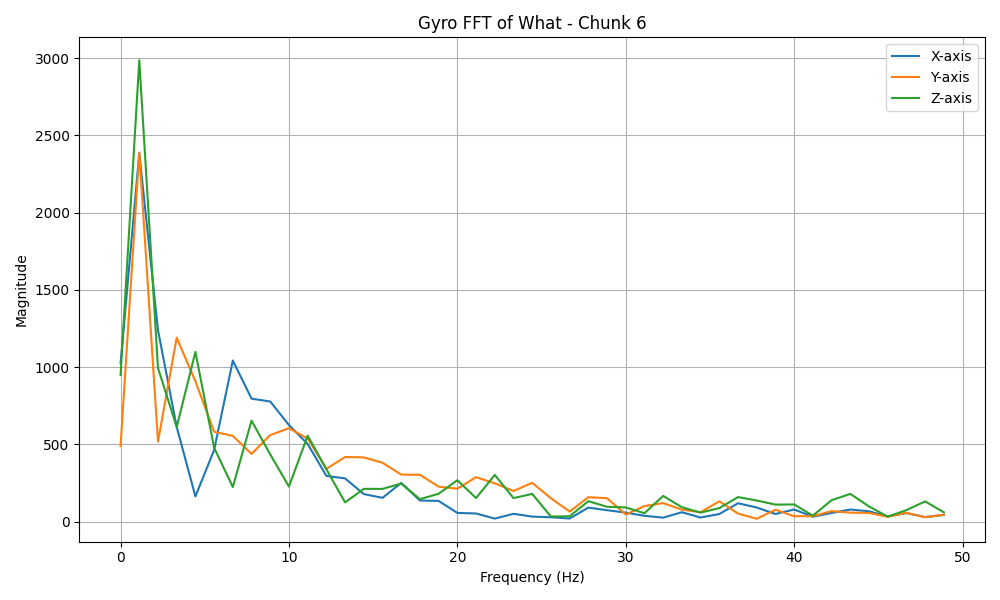 Gyro FFT of What - Chunk 6
X-axis
Y-axis
Z-axis
3000
2500
2000
1500
1000
500
0
Magnitude
0 10 20 30 40 50
Frequency (Hz)